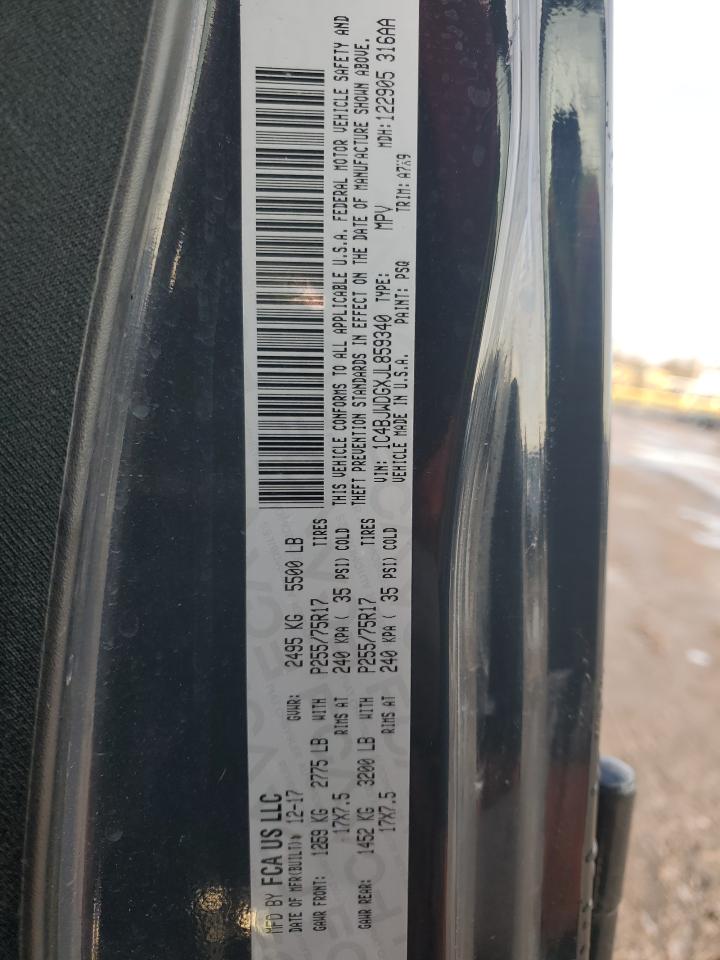 MFD BY FCA US LLC
DATE OF MFR(BUILT): 12-17 GVWR: 2495 KG 5500 LB
GAWR FRONT: 1259 KG 2775 LB WITH P255/75R17 TIRES
17X7.5 RIMS AT 240 KPA ( 35 PSI) COLD
GAWR REAR: 1452 KG 3200 LB WITH P255/75R17 TIRES
17X7.5 RIMS AT 240 KPA ( 35 PSI) COLD
THIS VEHICLE CONFORMS TO ALL APPLICABLE U.S.A. FEDERAL MOTOR VEHICLE SAFETY AND
THEFT PREVENTION STANDARDS IN EFFECT ON THE DATE OF MANUFACTURE SHOWN ABOVE.
VIN: 1C4BJWDGXJL859340 TYPE: MPV MDH: 122905 316AA
VEHICLE MADE IN U.S.A. PAINT: PSQ TRIM: A7X9